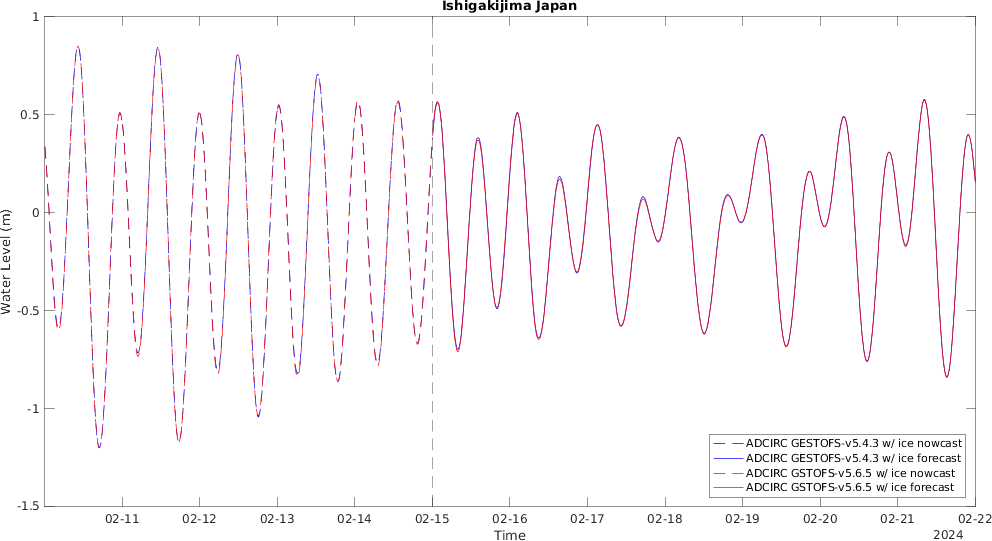 Ishigakijima Japan
1
0.5
0
-0.5
-1
-1.5
Water Level (m)
02-11 02-12 02-13 02-14 02-15 02-16 02-17 02-18 02-19 02-20 02-21 02-22
Time
2024
ADCIRC GESTOFS-v5.4.3 w/ ice nowcast
ADCIRC GESTOFS-v5.4.3 w/ ice forecast
ADCIRC GSTOFS-v5.6.5 w/ ice nowcast
ADCIRC GSTOFS-v5.6.5 w/ ice forecast